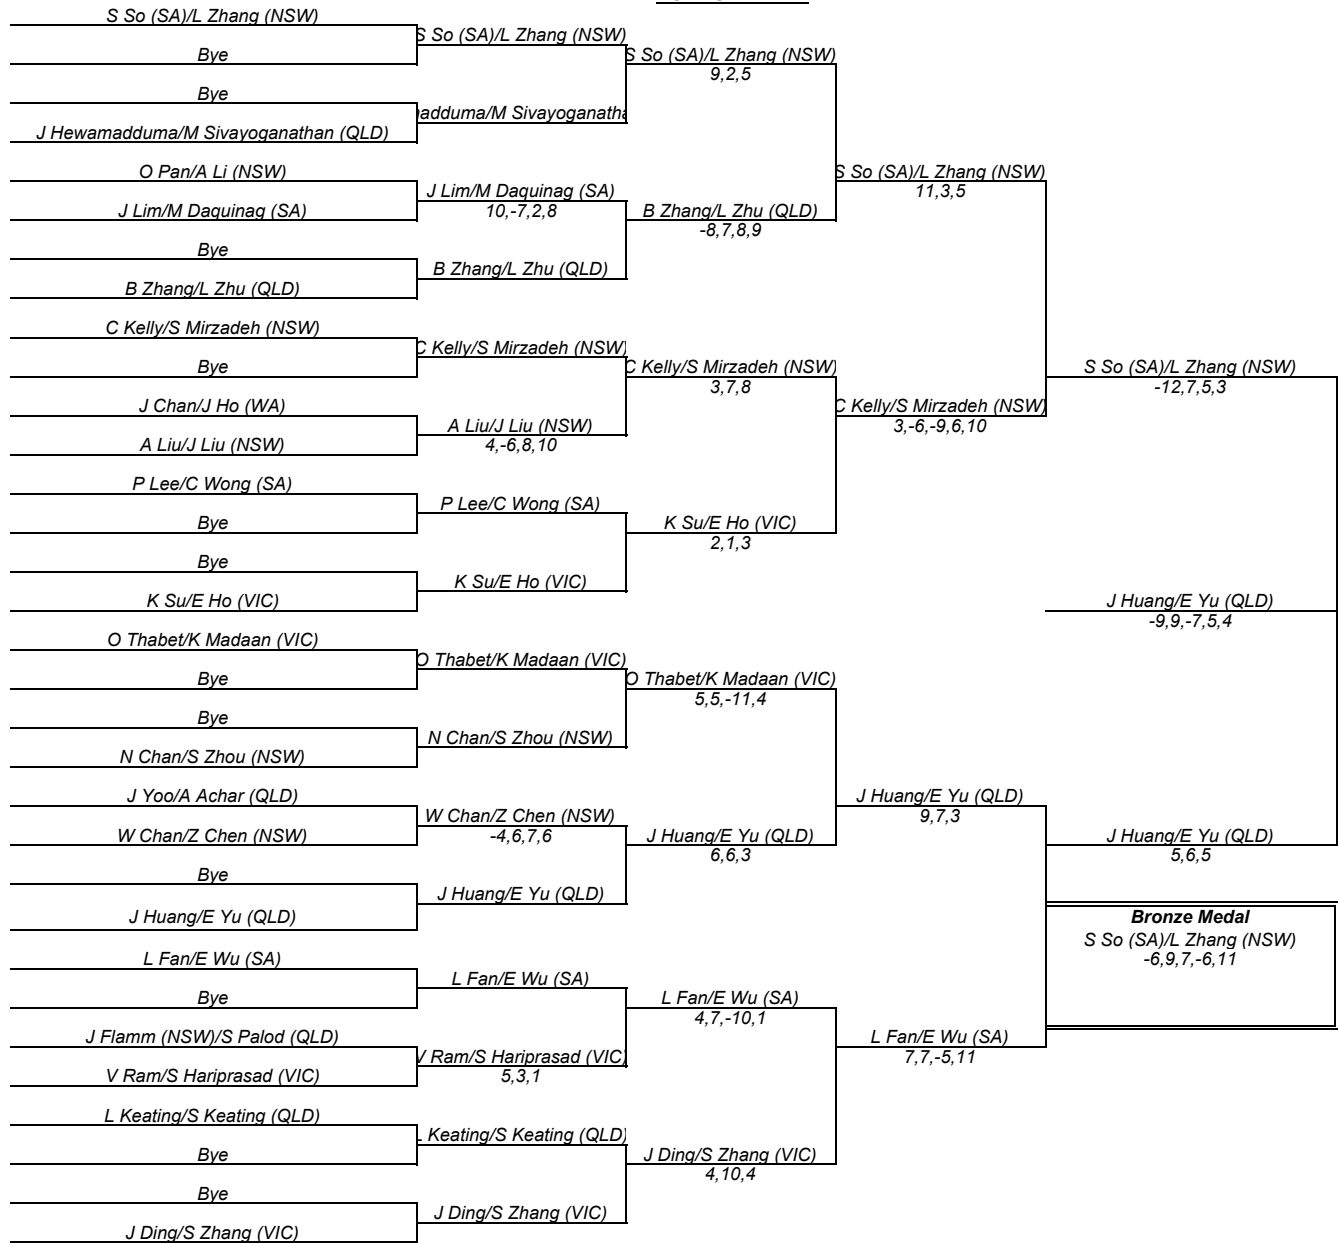 S So (SA)/L Zhang (NSW)
Bye
Bye
J Hewamadduma/M Sivayoganathan (QLD)
O Pan/A Li (NSW)
J Lim/M Daquinag (SA)
Bye
B Zhang/L Zhu (QLD)
C Kelly/S Mirzadeh (NSW)
Bye
J Chan/J Ho (WA)
A Liu/J Liu (NSW)
P Lee/C Wong (SA)
Bye
Bye
K Su/E Ho (VIC)
O Thabet/K Madaan (VIC)
Bye
Bye
N Chan/S Zhou (NSW)
J Yoo/A Achar (QLD)
W Chan/Z Chen (NSW)
Bye
J Huang/E Yu (QLD)
L Fan/E Wu (SA)
Bye
J Flamm (NSW)/S Palod (QLD)
V Ram/S Hariprasad (VIC)
L Keating/S Keating (QLD)
Bye
Bye
J Ding/S Zhang (VIC)
S So (SA)/L Zhang (NSW)
adduma/M Sivayoganatha
J Lim/M Daquinag (SA)
10,-7,2,8
B Zhang/L Zhu (QLD)
C Kelly/S Mirzadeh (NSW)
A Liu/J Liu (NSW)
4,-6,8,10
P Lee/C Wong (SA)
K Su/E Ho (VIC)
O Thabet/K Madaan (VIC)
N Chan/S Zhou (NSW)
W Chan/Z Chen (NSW)
-4,6,7,6
J Huang/E Yu (QLD)
L Fan/E Wu (SA)
V Ram/S Hariprasad (VIC)
5,3,1
L Keating/S Keating (QLD)
J Ding/S Zhang (VIC)
S So (SA)/L Zhang (NSW)
9,2,5
B Zhang/L Zhu (QLD)
-8,7,8,9
C Kelly/S Mirzadeh (NSW)
3,7,8
K Su/E Ho (VIC)
2,1,3
O Thabet/K Madaan (VIC)
5,5,-11,4
J Huang/E Yu (QLD)
6,6,3
L Fan/E Wu (SA)
4,7,-10,1
J Ding/S Zhang (VIC)
4,10,4
S So (SA)/L Zhang (NSW)
11,3,5
C Kelly/S Mirzadeh (NSW)
3,-6,-9,6,10
J Huang/E Yu (QLD)
9,7,3
L Fan/E Wu (SA)
7,7,-5,11
S So (SA)/L Zhang (NSW)
-12,7,5,3
J Huang/E Yu (QLD)
-9,9,-7,5,4
J Huang/E Yu (QLD)
5,6,5
Bronze Medal
S So (SA)/L Zhang (NSW)
-6,9,7,-6,11